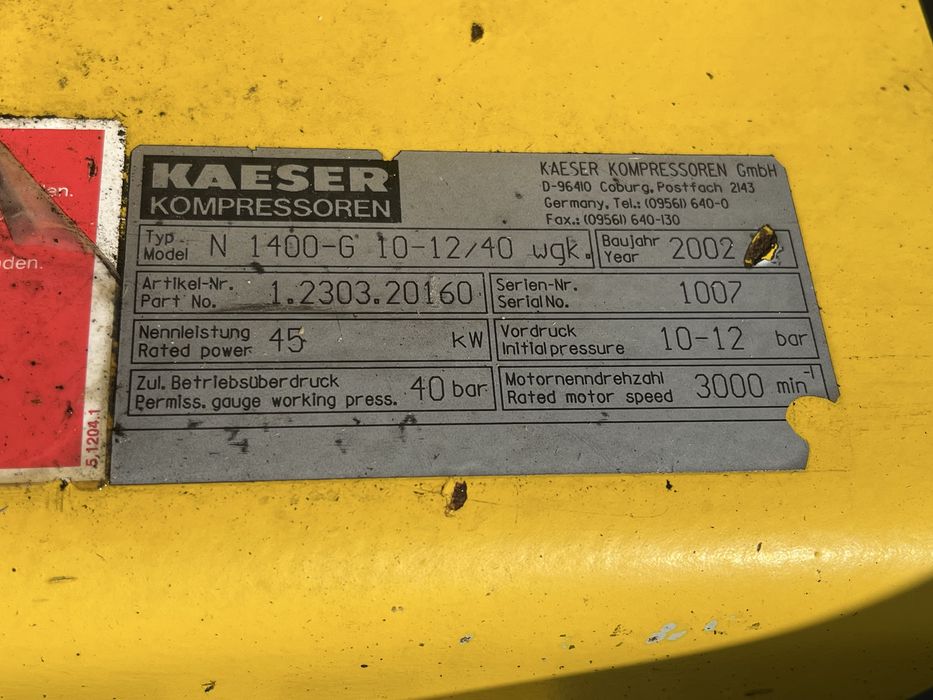 KAESER
KOMPRESSOREN
KAESER KOMPRESSOREN GmbH
D-96410 Coburg, Postfach 2143
Germany, Tel.: (09561) 640-0
Fax.: (09561) 640-130
Typ
Model
N 1400-G 10-12/40 wgk.
Baujahr
Year
2002
Artikel-Nr.
Part No.
1.2303.20160
Serien-Nr.
Serial No.
1007
Nennleistung
Rated power
45 kW
Vordruck
Initial pressure
10-12 bar
Zul. Betriebsüberdruck
Permiss. gauge working press.
40 bar
Motornenndrehzahl
Rated motor speed
3000 min⁻¹
5.1204.1